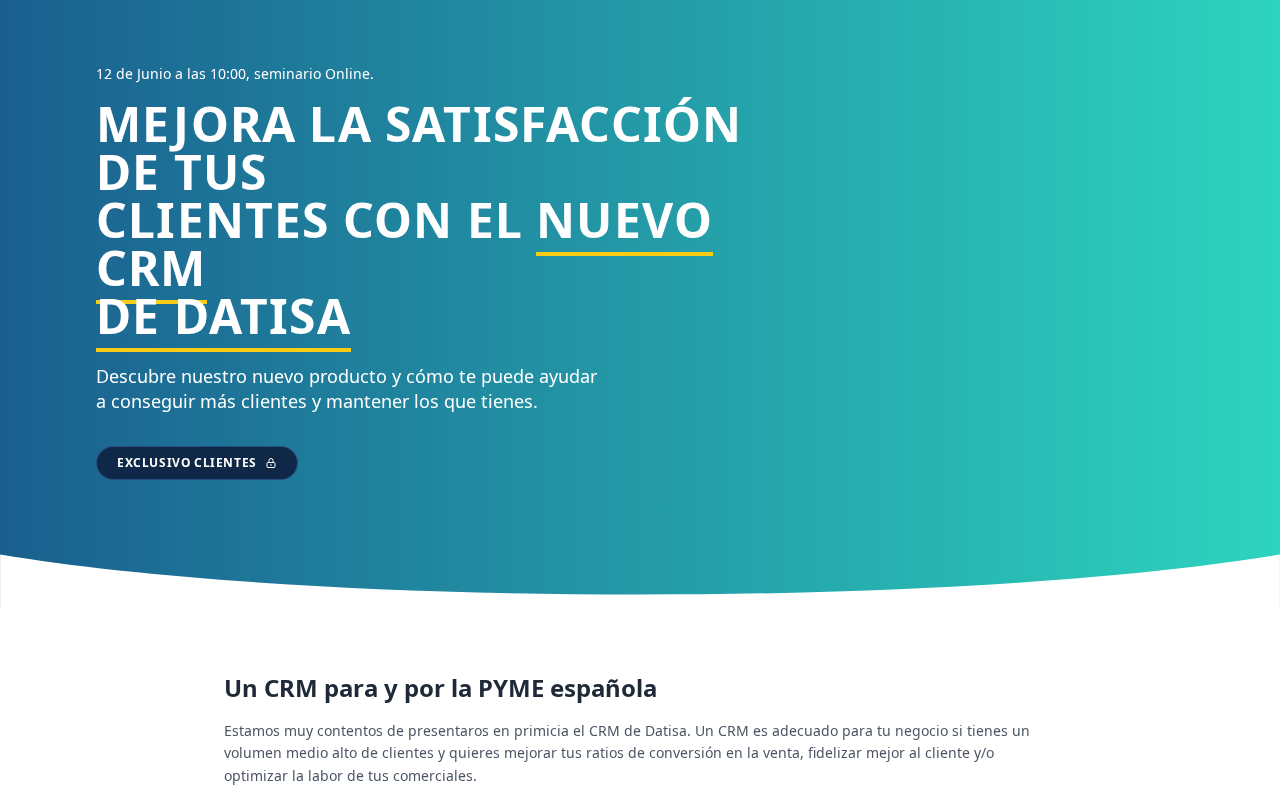 12 de Junio a las 10:00, seminario Online.
MEJORA LA SATISFACCIÓN
DE TUS
CLIENTES CON EL NUEVO
CRM
DE DATISA
Descubre nuestro nuevo producto y cómo te puede ayudar
a conseguir más clientes y mantener los que tienes.
EXCLUSIVO CLIENTES
Un CRM para y por la PYME española
Estamos muy contentos de presentaros en primicia el CRM de Datisa. Un CRM es adecuado para tu negocio si tienes un
volumen medio alto de clientes y quieres mejorar tus ratios de conversión en la venta, fidelizar mejor al cliente y/o
optimizar la labor de tus comerciales.